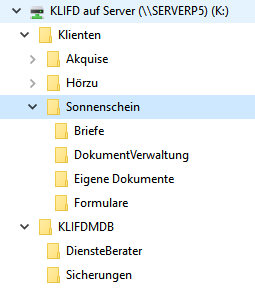 KLIFD auf Server (\\SERVERP5) (K:)
Klienten
Akquise
Hörzu
Sonnenschein
Briefe
DokumentVerwaltung
Eigene Dokumente
Formulare
KLIFDMDB
DiensteBerater
Sicherungen